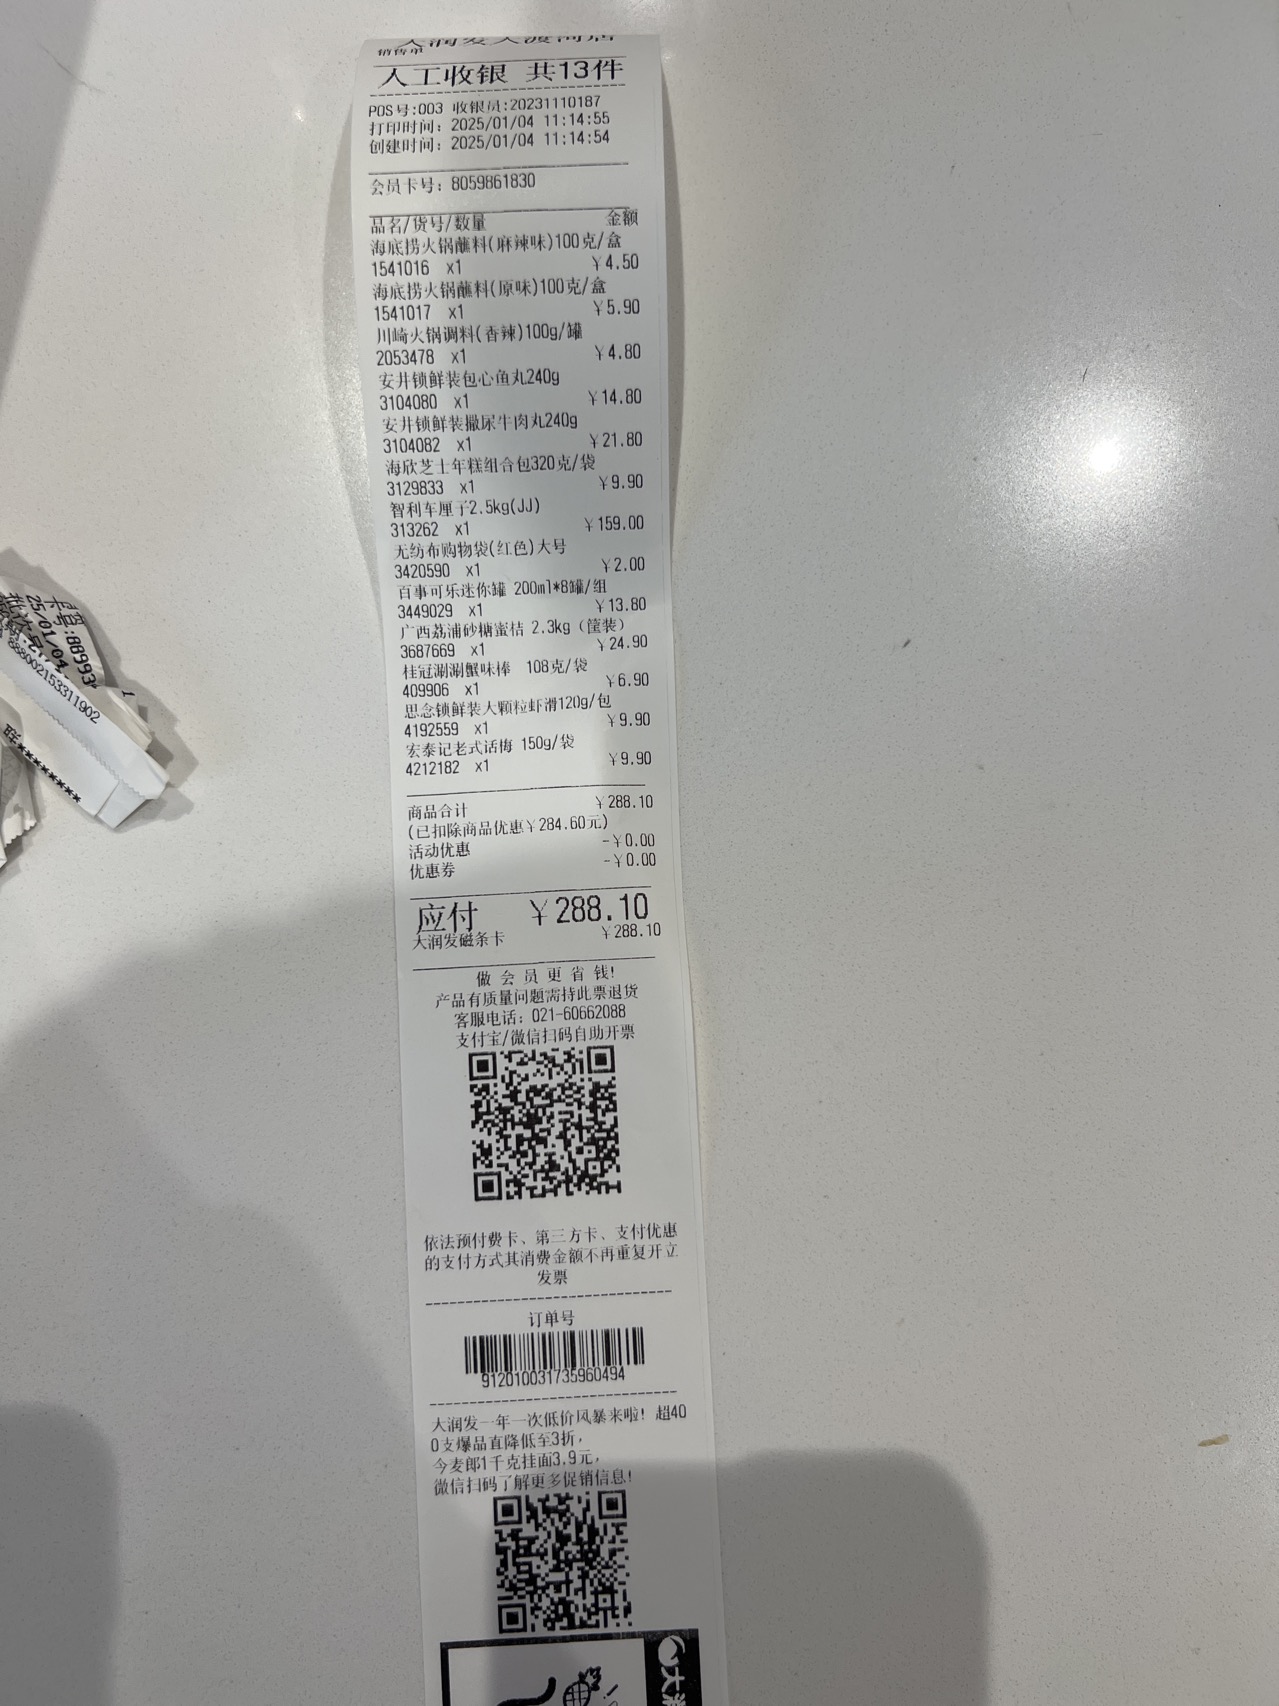 大润发大渡河店
销售单
人工收银 共13件
POS号:003 收银员:20231110187
打印时间: 2025/01/04 11:14:55
创建时间: 2025/01/04 11:14:54
会员卡号: 8059861830
品名/货号/数量 金额
海底捞火锅蘸料(麻辣味)100克/盒
1541016 x1 ￥4.50
海底捞火锅蘸料(原味)100克/盒
1541017 x1 ￥5.90
川崎火锅调料(香辣)100g/罐
2053478 x1 ￥4.80
安井锁鲜装包心鱼丸240g
3104080 x1 ￥14.80
安井锁鲜装撒尿牛肉丸240g
3104082 x1 ￥21.80
海欣芝士年糕组合包320克/袋
3129833 x1 ￥9.90
智利车厘子2.5kg(JJ)
313262 x1 ￥159.00
无纺布购物袋(红色)大号
3420590 x1 ￥2.00
百事可乐迷你罐 200ml*8罐/组
3449029 x1 ￥13.80
广西荔浦砂糖蜜桔 2.3kg（筐装）
3687669 x1 ￥24.90
桂冠涮涮蟹味棒 108克/袋
409906 x1 ￥6.90
思念锁鲜装大颗粒虾滑120g/包
4192559 x1 ￥9.90
宏泰记老式话梅 150g/袋
4212182 x1 ￥9.90
商品合计 ￥288.10
(已扣除商品优惠￥284.60元)
活动优惠 -￥0.00
优惠券 -￥0.00
应付 ￥288.10
大润发磁条卡 ￥288.10
做会员更省钱!
产品有质量问题需持此票退货
客服电话: 021-60662088
支付宝/微信扫码自助开票
依法预付费卡、第三方卡、支付优惠
的支付方式其消费金额不再重复开立
发票
订单号
912010031735960494
大润发一年一次低价风暴来啦! 超40
0支爆品直降低至3折,
今麦郎1千克挂面3.9元,
微信扫码了解更多促销信息!
大润
卡号:88993*
25/01/04
888002153311902
联**********